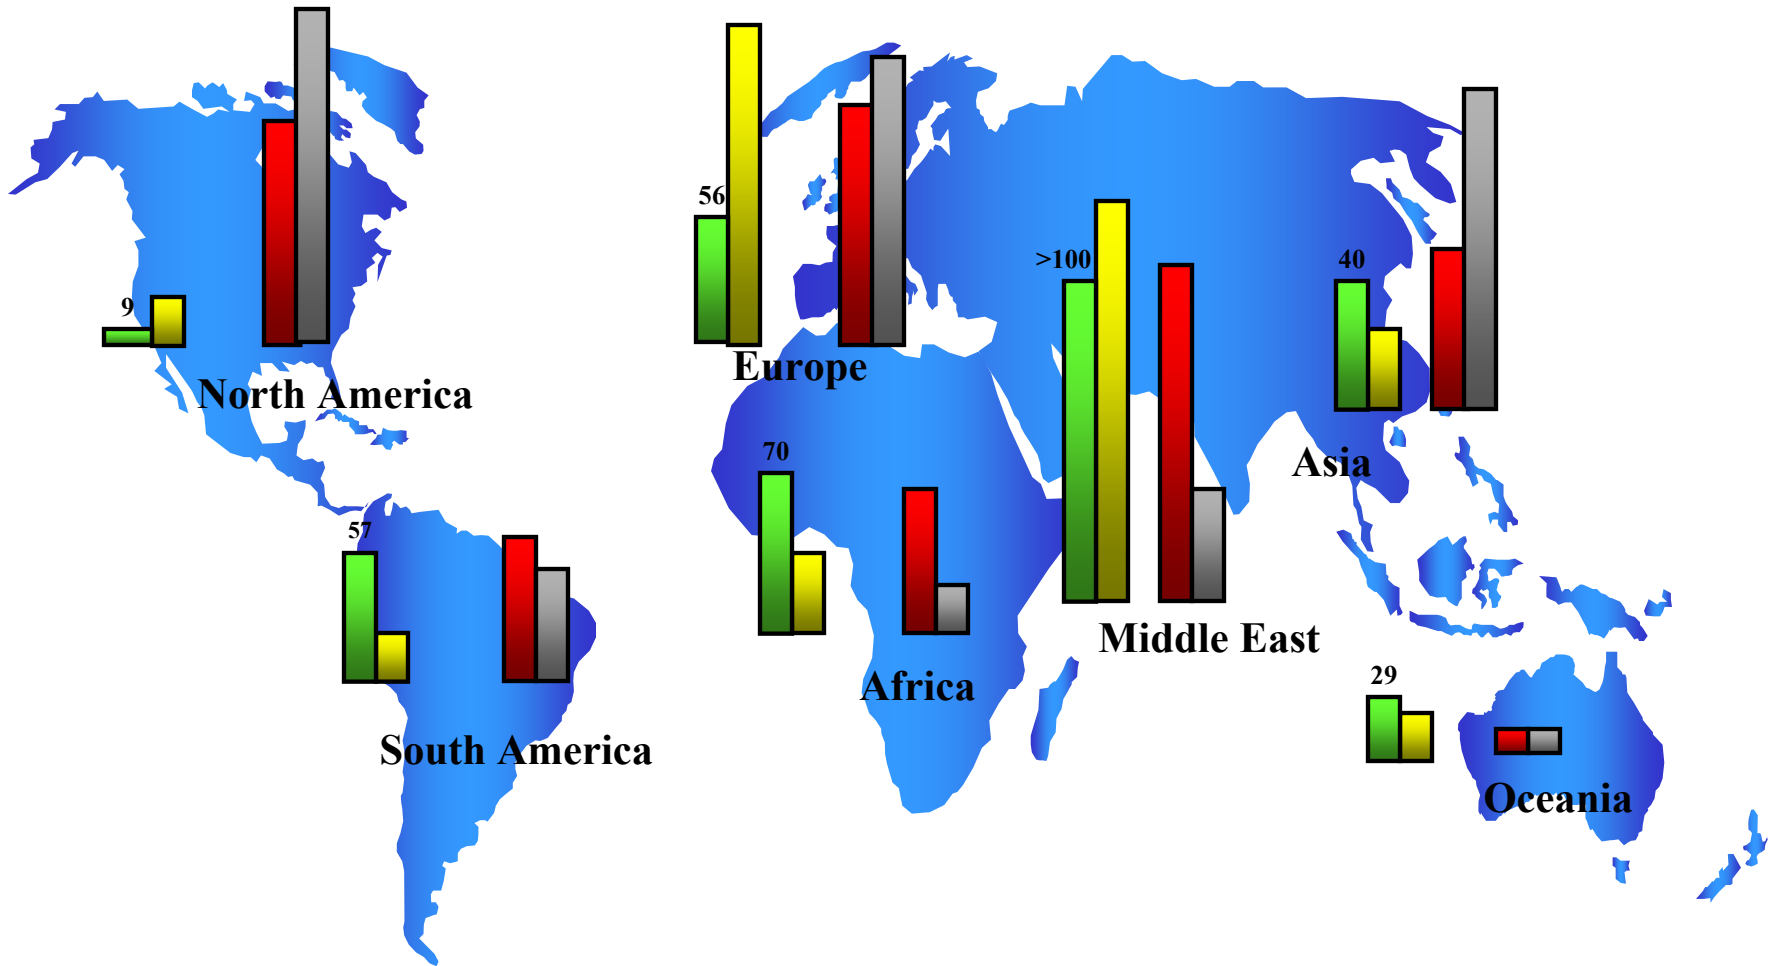 56
>100
40
9
Europe
North America
70
Asia
57
Middle East
29
Africa
South America
Oceania